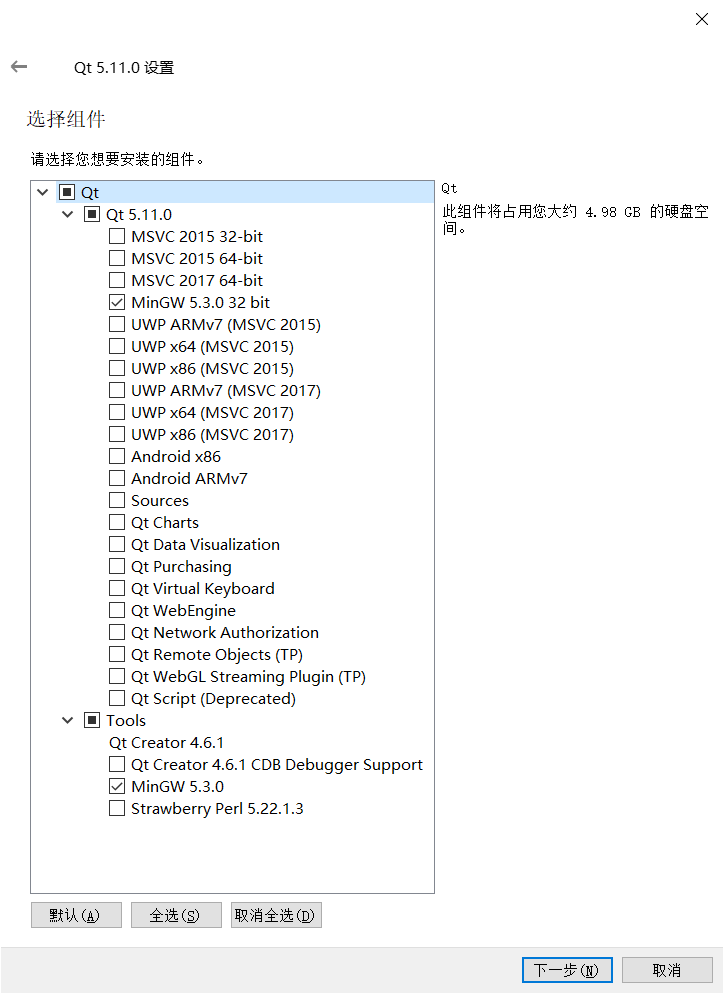 Qt 5.11.0 设置
选择组件
请选择您想要安装的组件。
Qt
Qt 5.11.0
MSVC 2015 32-bit
MSVC 2015 64-bit
MSVC 2017 64-bit
MinGW 5.3.0 32 bit
UWP ARMv7 (MSVC 2015)
UWP x64 (MSVC 2015)
UWP x86 (MSVC 2015)
UWP ARMv7 (MSVC 2017)
UWP x64 (MSVC 2017)
UWP x86 (MSVC 2017)
Android x86
Android ARMv7
Sources
Qt Charts
Qt Data Visualization
Qt Purchasing
Qt Virtual Keyboard
Qt WebEngine
Qt Network Authorization
Qt Remote Objects (TP)
Qt WebGL Streaming Plugin (TP)
Qt Script (Deprecated)
Tools
Qt Creator 4.6.1
Qt Creator 4.6.1 CDB Debugger Support
MinGW 5.3.0
Strawberry Perl 5.22.1.3
Qt
此组件将占用您大约 4.98 GB 的硬盘空
间。
默认(A) 全选(S) 取消全选(D)
下一步(N) 取消